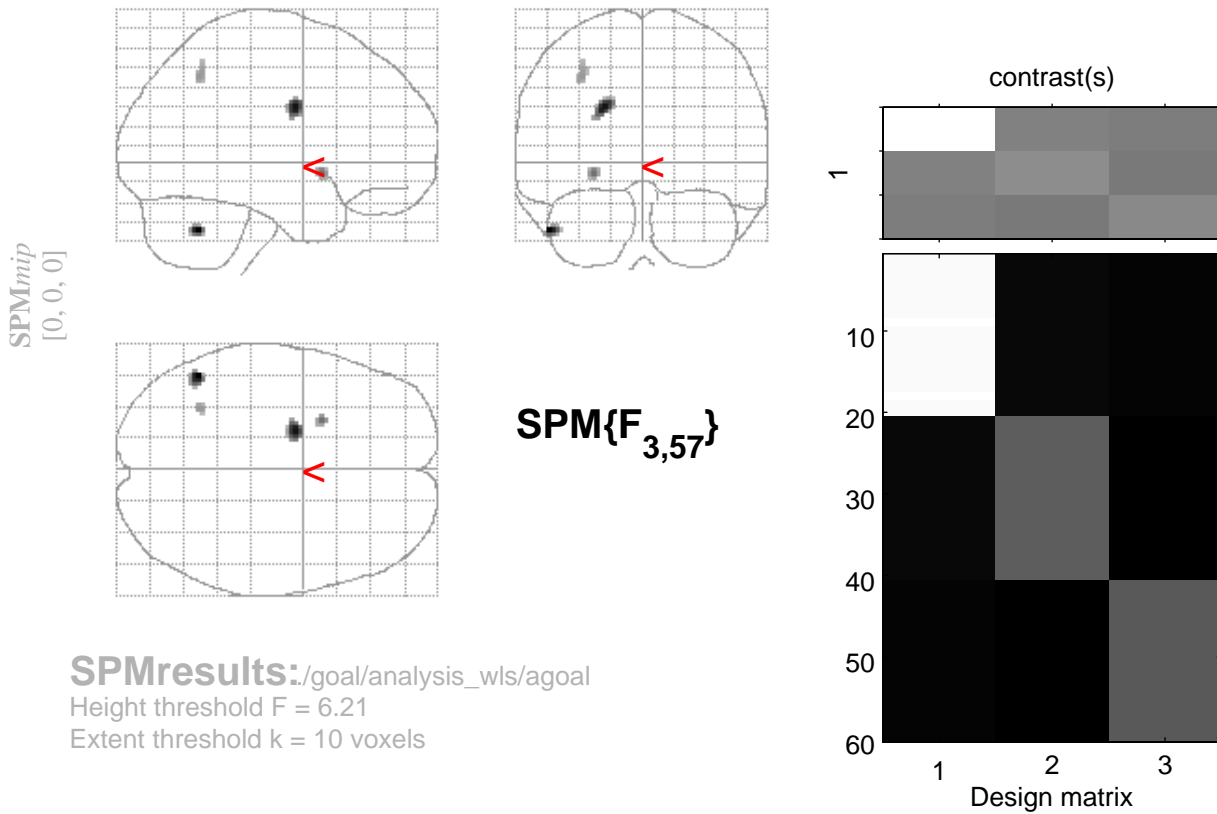 SPMmip
[0, 0, 0]
<
<
<
SPM{F3,57}
SPMresults:./goal/analysis_wls/agoal
Height threshold F = 6.21
Extent threshold k = 10 voxels
contrast(s)
1
10
20
30
40
50
60
1
2
3
Design matrix